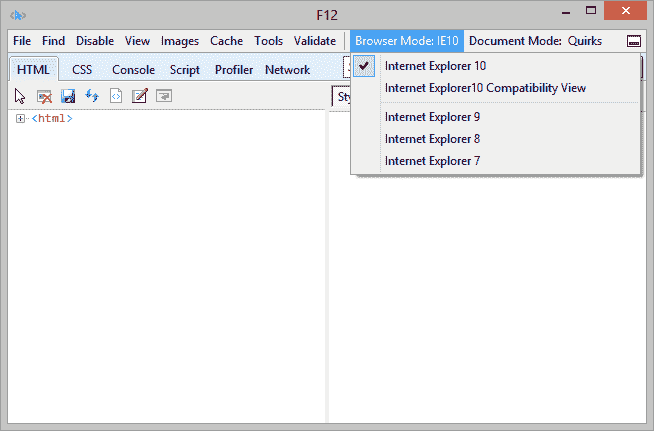 F12
File Find Disable View Images Cache Tools Validate Browser Mode: IE10 Document Mode: Quirks
HTML CSS Console Script Profiler Network
Internet Explorer 10
Internet Explorer10 Compatibility View
Internet Explorer 9
Internet Explorer 8
Internet Explorer 7
<html>